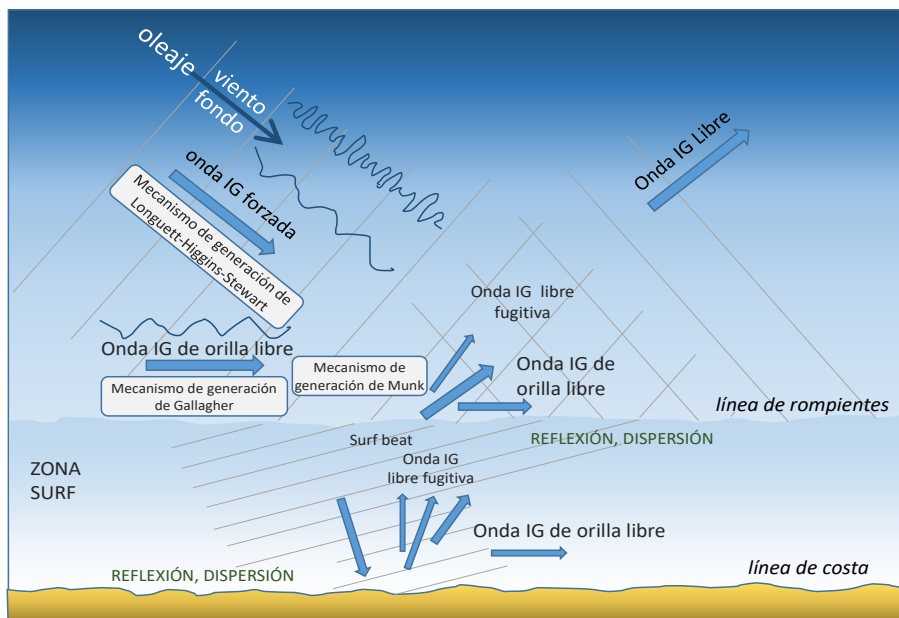 oleaje
viento
fondo
Onda IG Libre
onda IG forzada
Mecanismo de generación de
Longuett-Higgins-Stewart
Onda IG libre
fugitiva
Onda IG de orilla libre
Mecanismo de generación
de Gallagher
Mecanismo de
generación de Munk
Onda IG de
orilla libre
línea de rompientes
Surf beat
REFLEXIÓN, DISPERSIÓN
Onda IG
libre fugitiva
ZONA
SURF
Onda IG de orilla libre
REFLEXIÓN, DISPERSIÓN
línea de costa